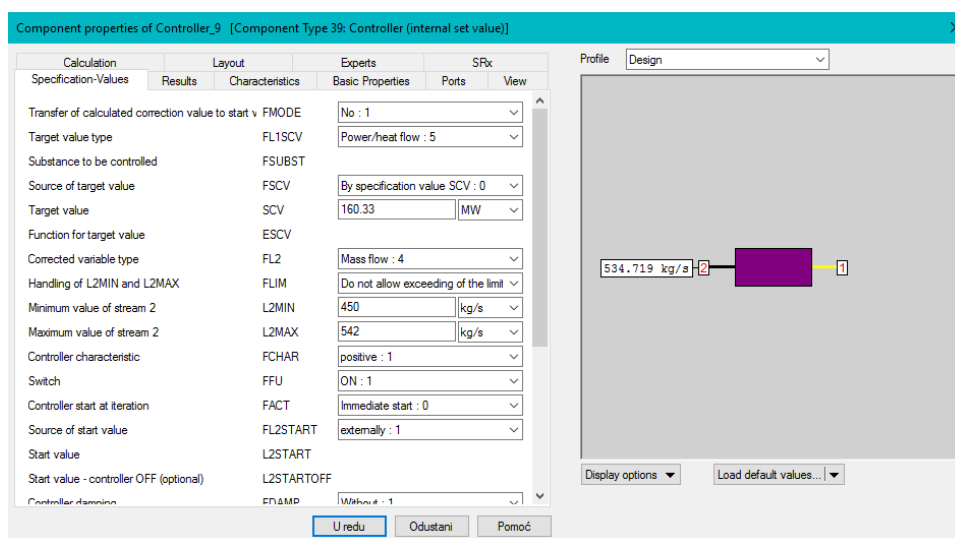 Component properties of Controller_9 [Component Type 39: Controller (internal set value)]
Calculation Layout Experts SRx
Specification-Values Results Characteristics Basic Properties Ports View
Transfer of calculated correction value to start v FMODE No : 1
Target value type FL1SCV Power/heat flow : 5
Substance to be controlled FSUBST
Source of target value FSCV By specification value SCV : 0
Target value SCV 160.33 MW
Function for target value ESCV
Corrected variable type FL2 Mass flow : 4
Handling of L2MIN and L2MAX FLIM Do not allow exceeding of the limit
Minimum value of stream 2 L2MIN 450 kg/s
Maximum value of stream 2 L2MAX 542 kg/s
Controller characteristic FCHAR positive : 1
Switch FFU ON : 1
Controller start at iteration FACT Immediate start : 0
Source of start value FL2START externally : 1
Start value L2START
Start value - controller OFF (optional) L2STARTOFF
Controller damping FDAMP Without : 1
U redu Odustani Pomoć
Profile Design
534.719 kg/s 2 1
Display options Load default values...